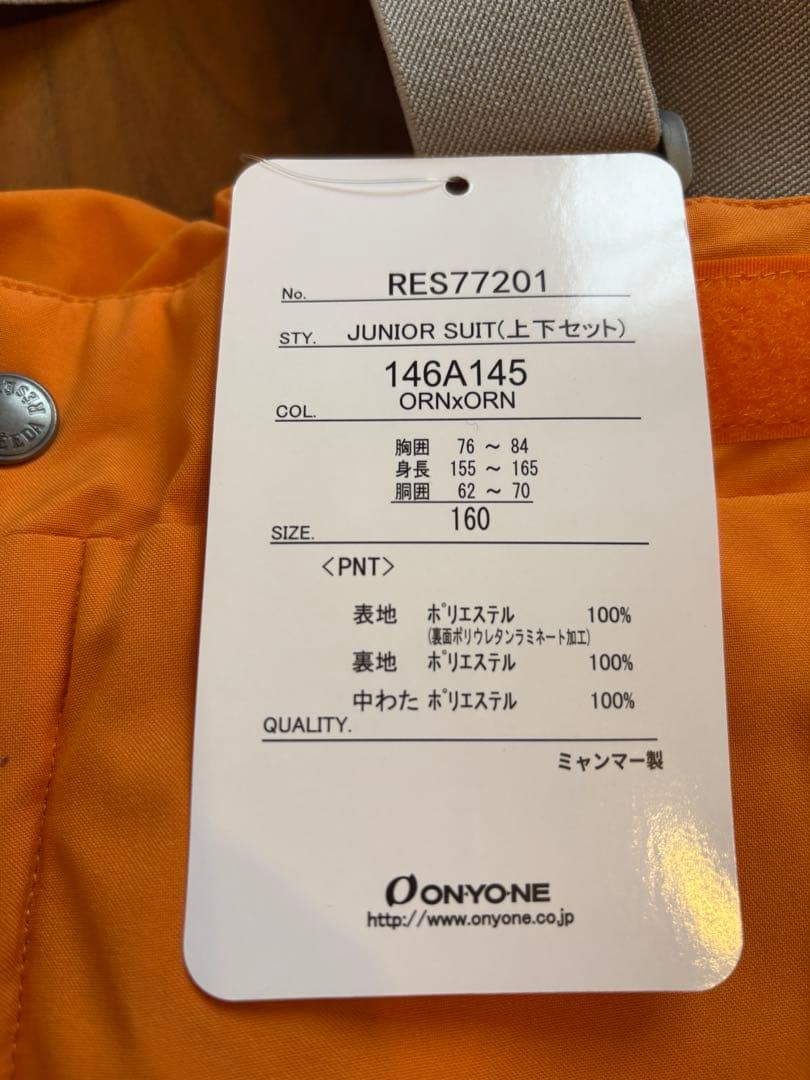 No. RES77201
STY. JUNIOR SUIT(上下セット)
146A145
COL. ORNxORN
胸囲 76 ～ 84
身長 155 ～ 165
胴囲 62 ～ 70
SIZE. 160
<PNT>
表地 ﾎﾟﾘｴｽﾃﾙ 100%
(裏面ﾎﾟﾘｳﾚﾀﾝﾗﾐﾈｰﾄ加工)
裏地 ﾎﾟﾘｴｽﾃﾙ 100%
中わた ﾎﾟﾘｴｽﾃﾙ 100%
QUALITY.
ミャンマー製
ON・YO・NE
http://www.onyone.co.jp